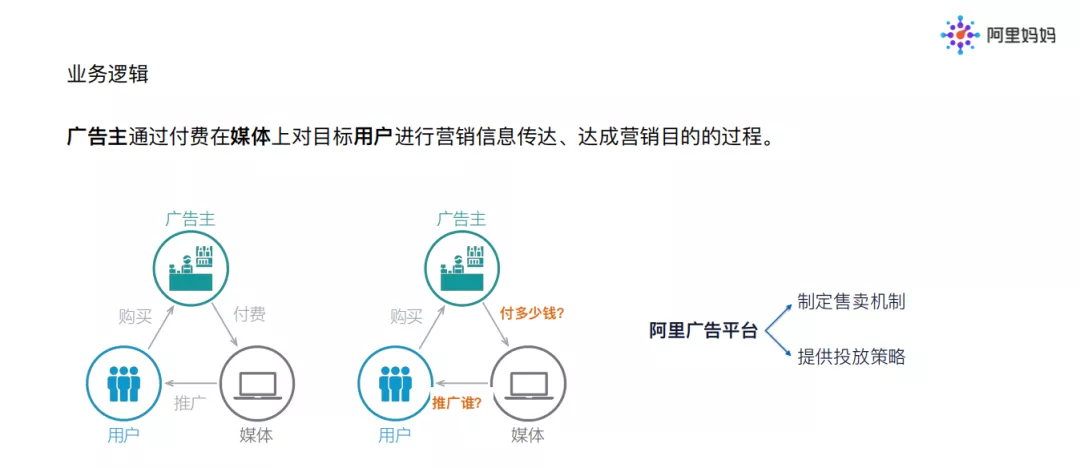 阿里妈妈
业务逻辑
广告主通过付费在媒体上对目标用户进行营销信息传达、达成营销目的的过程。
广告主
购买
付费
推广
用户
媒体
广告主
购买
付多少钱?
推广谁?
用户
媒体
阿里广告平台
制定售卖机制
提供投放策略